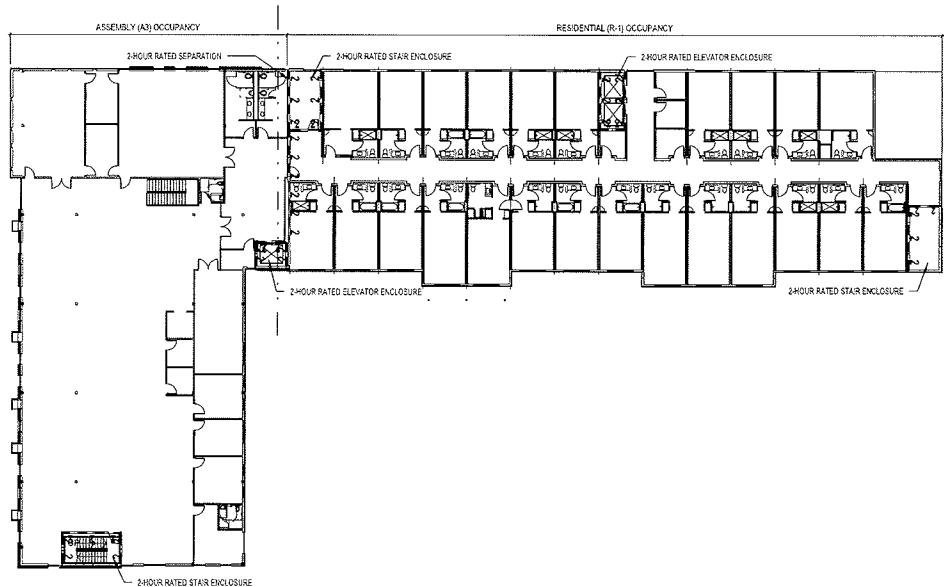 ASSEMBLY (A3) OCCUPANCY
RESIDENTIAL (R-1) OCCUPANCY
2-HOUR RATED SEPARATION
2-HOUR RATED STAIR ENCLOSURE
2-HOUR RATED ELEVATOR ENCLOSURE
2-HOUR RATED ELEVATOR ENCLOSURE
2-HOUR RATED STAIR ENCLOSURE
2-HOUR RATED STAIR ENCLOSURE